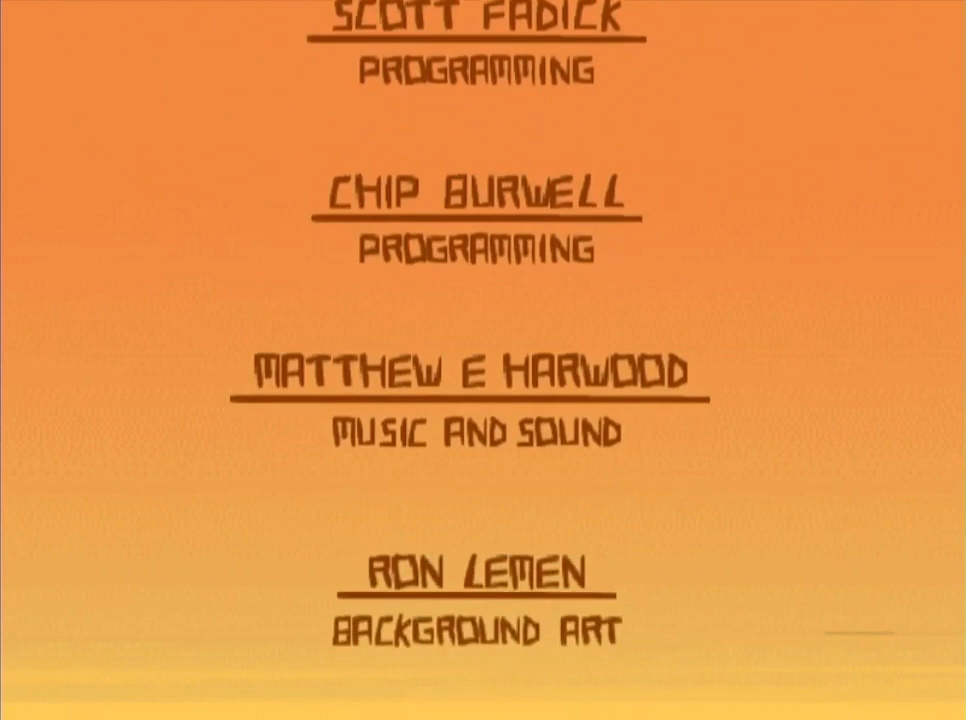 SCOTT FADICK
PROGRAMMING
CHIP BURWELL
PROGRAMMING
MATTHEW E HARWOOD
MUSIC AND SOUND
RON LEMEN
BACKGROUND ART